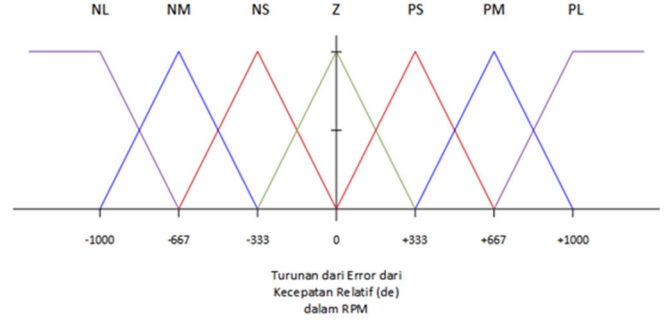 NL NM NS Z PS PM PL
-1000 -667 -333 0 +333 +667 +1000
Turunan dari Error dari
Kecepatan Relatif (de)
dalam RPM